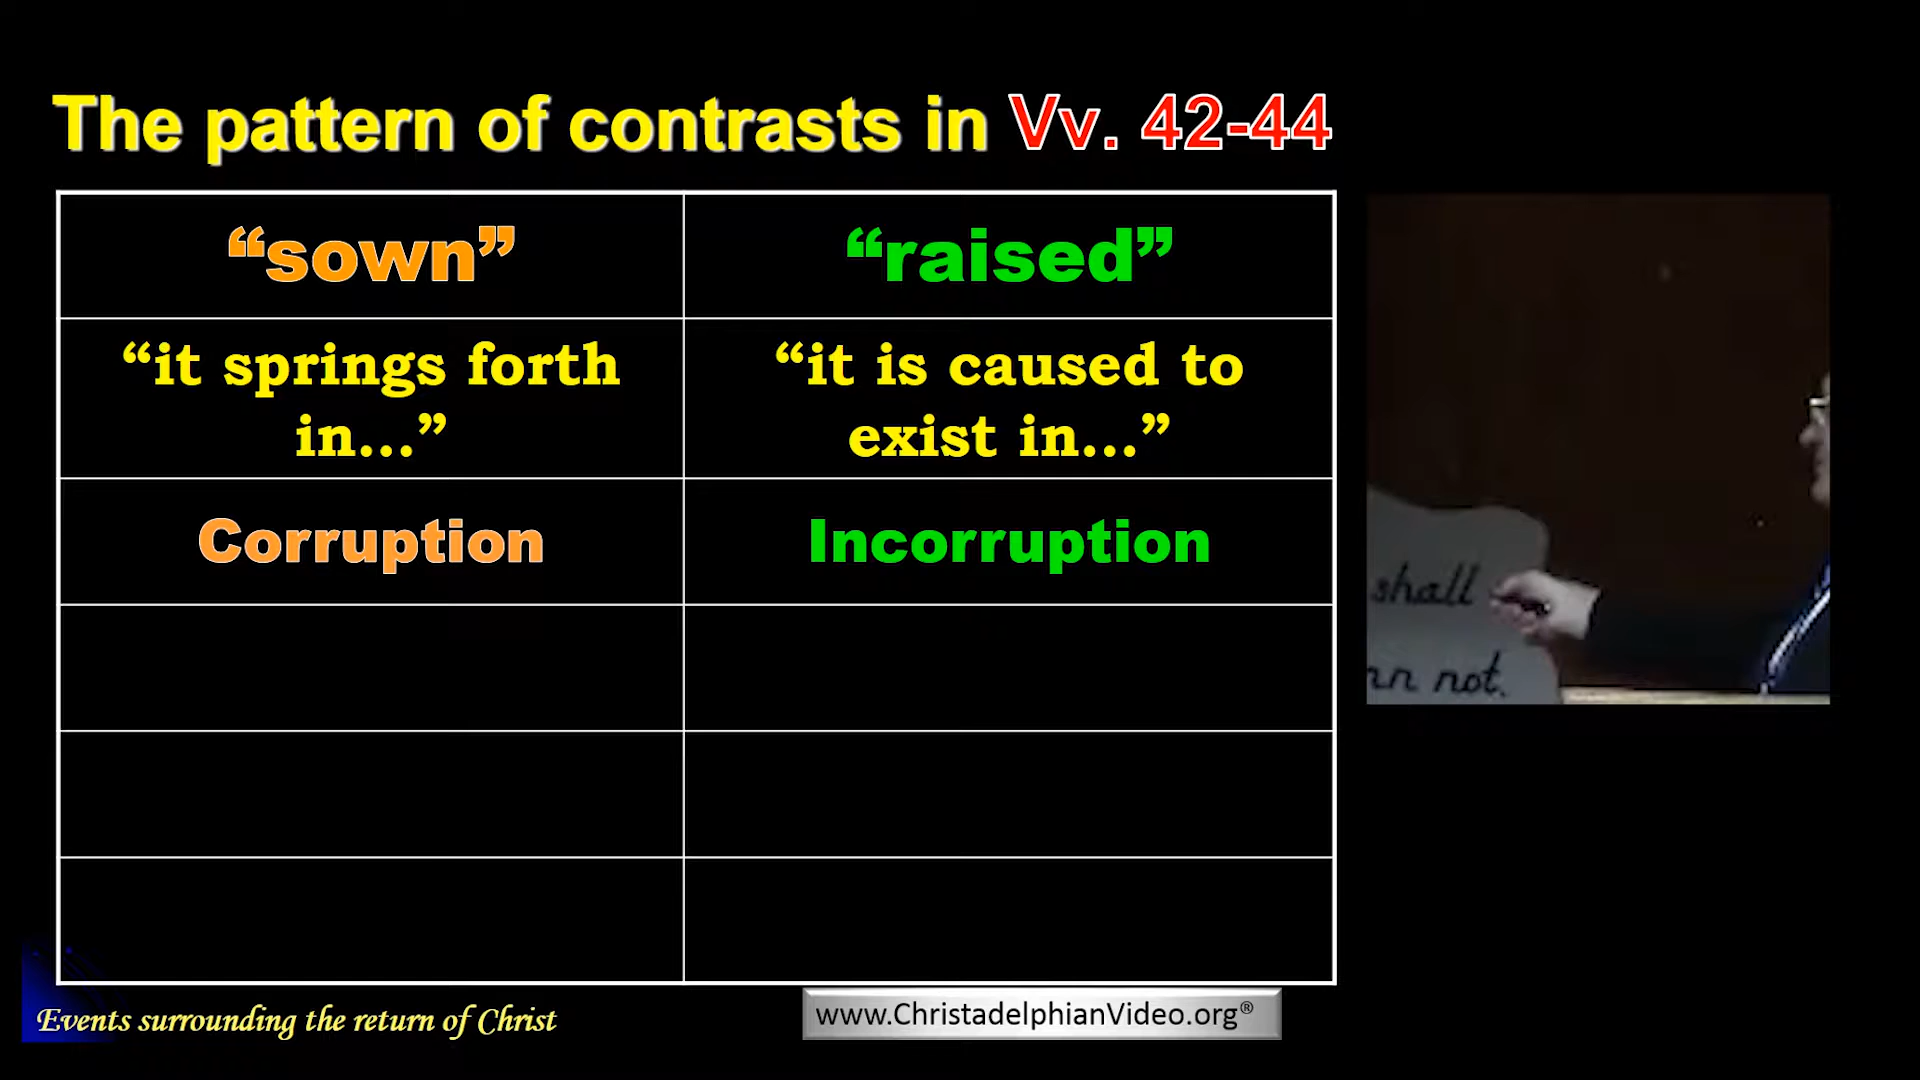 The pattern of contrasts in Vv. 42-44
“sown”
“raised”
“it springs forth
in...”
“it is caused to
exist in...”
Corruption
Incorruption
shall
not.
Events surrounding the return of Christ
www.ChristadelphianVideo.org®